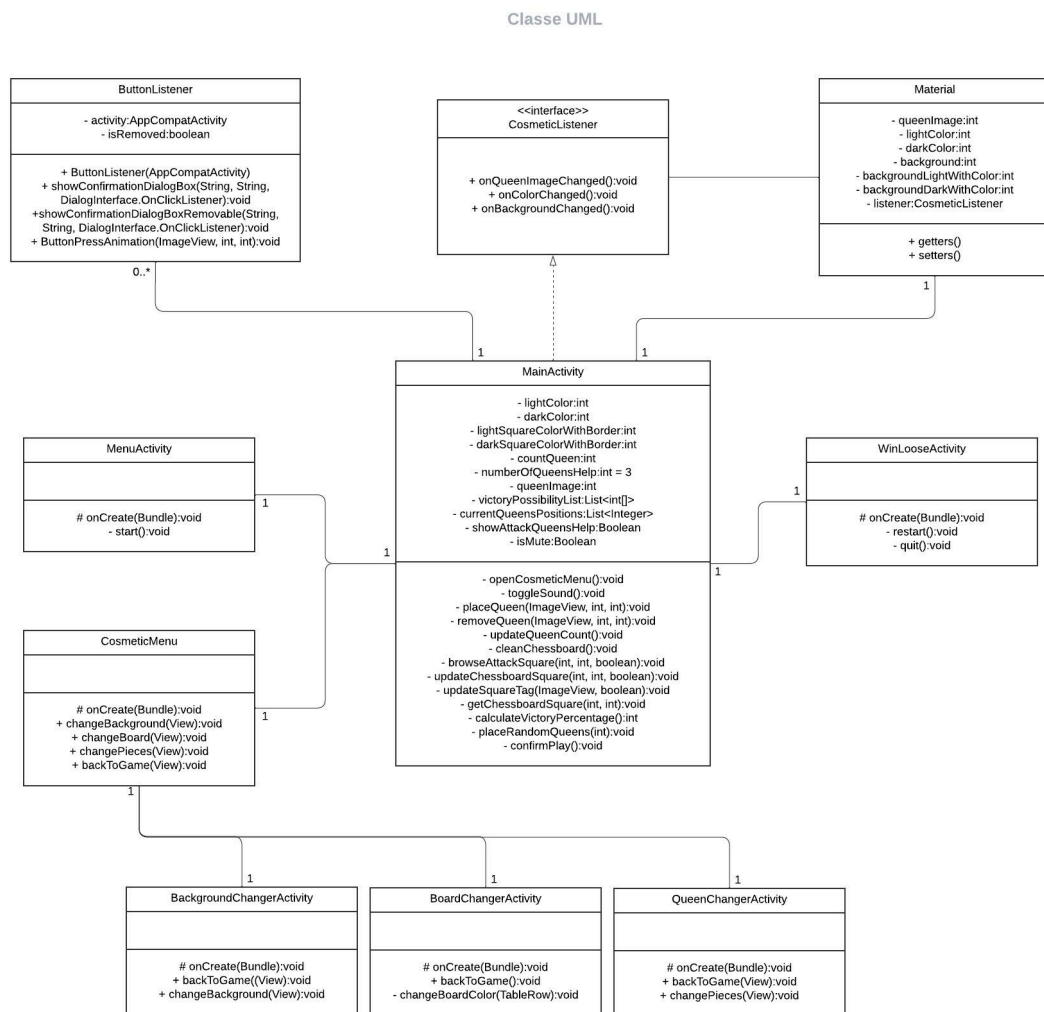 Classe UML
ButtonListener
- activity:AppCompatActivity
- isRemoved:boolean
+ ButtonListener(AppCompatActivity)
+ showConfirmationDialogBox(String, String,
DialogInterface.OnClickListener):void
+showConfirmationDialogBoxRemovable(String,
String, DialogInterface.OnClickListener):void
+ ButtonPressAnimation(ImageView, int, int):void
0..*
1
<<interface>>
CosmeticListener
+ onQueenImageChanged():void
+ onColorChanged():void
+ onBackgroundChanged():void
Material
- queenImage:int
- lightColor:int
- darkColor:int
- background:int
- backgroundLightWithColor:int
- backgroundDarkWithColor:int
- listener:CosmeticListener
+ getters()
+ setters()
1
1
MainActivity
- lightColor:int
- darkColor:int
- lightSquareColorWithBorder:int
- darkSquareColorWithBorder:int
- countQueen:int
- numberOfQueensHelp:int = 3
- queenImage:int
- victoryPossibilityList:List<int[]>
- currentQueensPositions:List<Integer>
- showAttackQueensHelp:Boolean
- isMute:Boolean
- openCosmeticMenu():void
- toggleSound():void
- placeQueen(ImageView, int, int):void
- removeQueen(ImageView, int, int):void
- updateQueenCount():void
- cleanChessboard():void
- browseAttackSquare(int, int, boolean):void
- updateChessboardSquare(int, int, boolean):void
- updateSquareTag(ImageView, boolean):void
- getChessboardSquare(int, int):void
- calculateVictoryPercentage():int
- placeRandomQueens(int):void
- confirmPlay():void
MenuActivity
# onCreate(Bundle):void
- start():void
1
1
WinLooseActivity
# onCreate(Bundle):void
- restart():void
- quit():void
1
1
CosmeticMenu
# onCreate(Bundle):void
+ changeBackground(View):void
+ changeBoard(View):void
+ changePieces(View):void
+ backToGame(View):void
1
1
1
1
1
BackgroundChangerActivity
# onCreate(Bundle):void
+ backToGame((View):void
+ changeBackground(View):void
BoardChangerActivity
# onCreate(Bundle):void
+ backToGame():void
- changeBoardColor(TableRow):void
QueenChangerActivity
# onCreate(Bundle):void
+ backToGame(View):void
+ changePieces(View):void